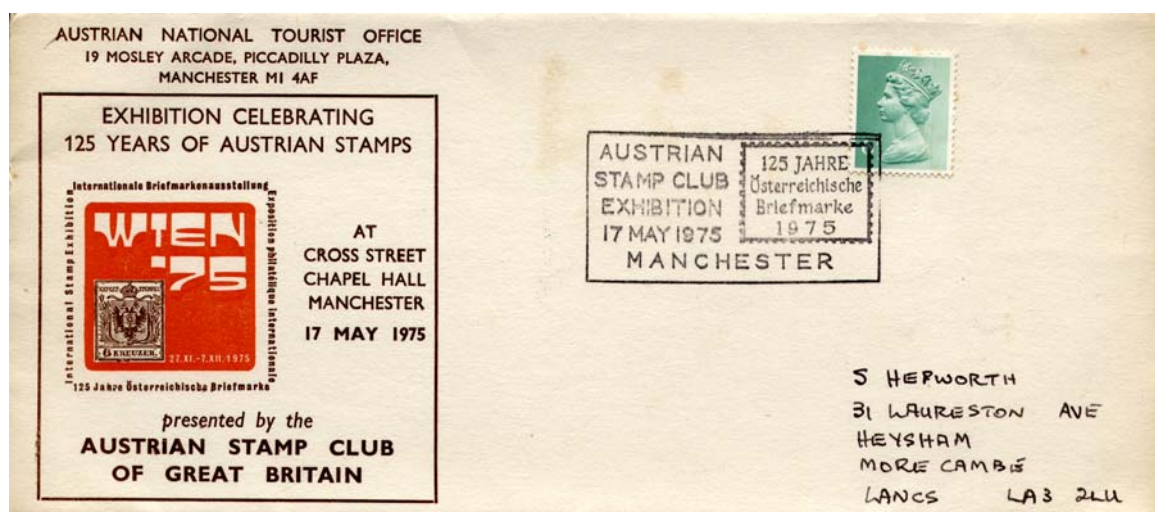 AUSTRIAN NATIONAL TOURIST OFFICE
19 MOSLEY ARCADE, PICCADILLY PLAZA,
MANCHESTER M1 4AF
EXHIBITION CELEBRATING
125 YEARS OF AUSTRIAN STAMPS
Internationale Briefmarkenausstellung
Exposition philatélique internationale
International Stamp Exhibition
WIEN
'75
6 KREUZER
27.XI.-7.XII.1975
125 Jahre Österreichische Briefmarke
AT
CROSS STREET
CHAPEL HALL
MANCHESTER
17 MAY 1975
presented by the
AUSTRIAN STAMP CLUB
OF GREAT BRITAIN
AUSTRIAN
STAMP CLUB
EXHIBITION
17 MAY 1975
MANCHESTER
125 JAHRE
Österreichische
Briefmarke
1975
S HEPWORTH
31 LAURESTON AVE
HEYSHAM
MORECAMBE
LANCS LA3 2LU